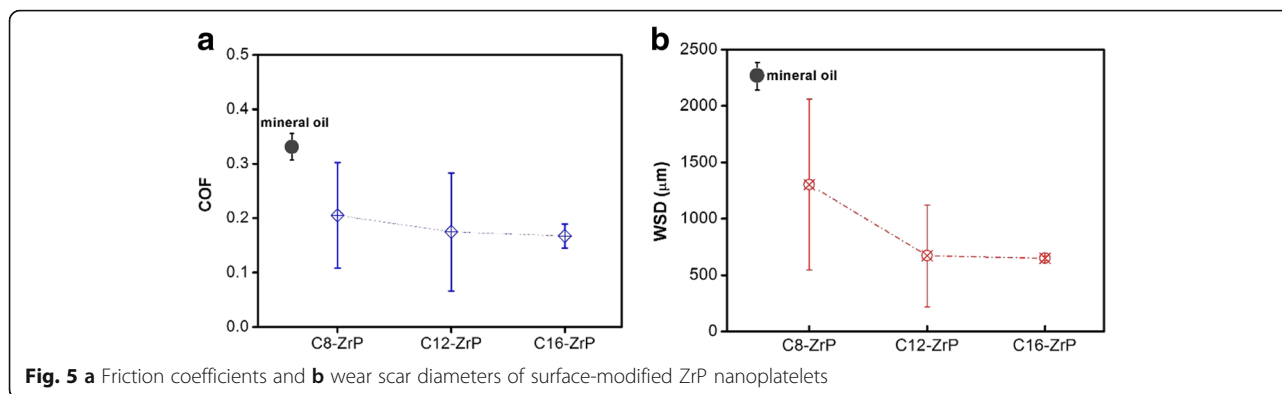 a
0.5
0.4
0.3
0.2
0.1
0.0
COF
mineral oil
C8-ZrP
C12-ZrP
C16-ZrP
b
2500
2000
1500
1000
500
0
WSD (μm)
mineral oil
C8-ZrP
C12-ZrP
C16-ZrP
Fig. 5 a Friction coefficients and b wear scar diameters of surface-modified ZrP nanoplatelets